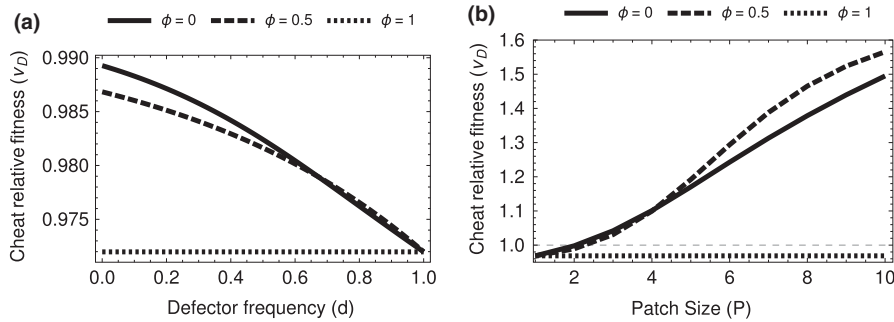 (a)
ϕ = 0 ϕ = 0.5 ϕ = 1
Cheat relative fitness (v_D)
0.990
0.985
0.980
0.975
0.0 0.2 0.4 0.6 0.8 1.0
Defector frequency (d)
(b)
ϕ = 0 ϕ = 0.5 ϕ = 1
Cheat relative fitness (v_D)
1.6
1.5
1.4
1.3
1.2
1.1
1.0
2 4 6 8 10
Patch Size (P)